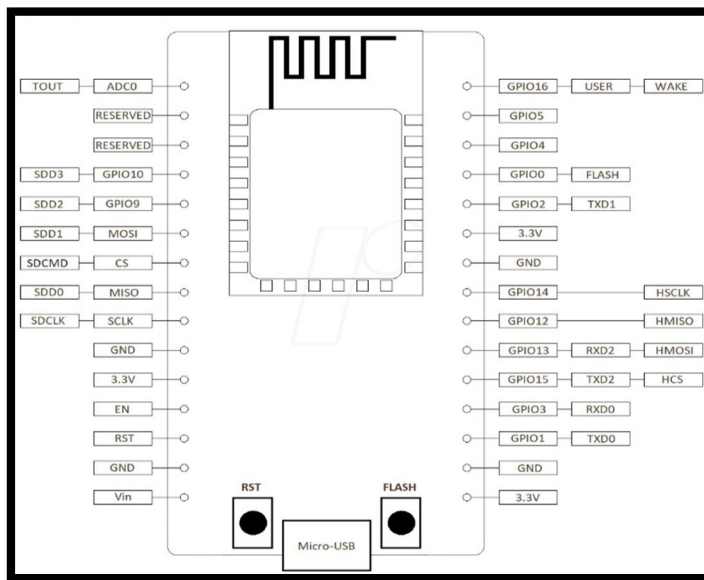 TOUT ADC0 GPIO16 USER WAKE
RESERVED GPIO5
RESERVED GPIO4
SDD3 GPIO10 GPIO0 FLASH
SDD2 GPIO9 GPIO2 TXD1
SDD1 MOSI 3.3V
SDCMD CS GND
SDD0 MISO GPIO14 HSCLK
SDCLK SCLK GPIO12 HMISO
GND GPIO13 RXD2 HMOSI
3.3V GPIO15 TXD2 HCS
EN GPIO3 RXD0
RST GPIO1 TXD0
GND GND
Vin RST FLASH 3.3V
Micro-USB